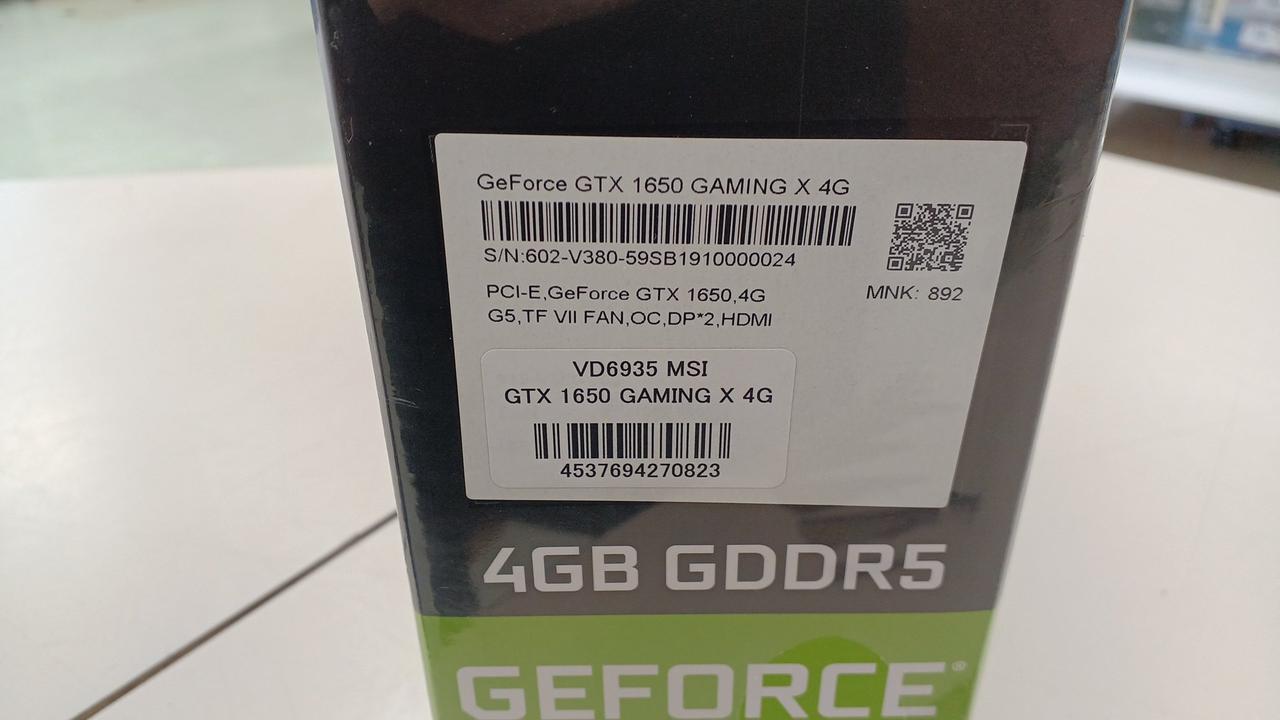 GeForce GTX 1650 GAMING X 4G
S/N:602-V380-59SB1910000024
PCI-E,GeForce GTX 1650,4G
G5,TF VII FAN,OC,DP*2,HDMI
MNK: 892
VD6935 MSI
GTX 1650 GAMING X 4G
4537694270823
4GB GDDR5
GEFORCE®